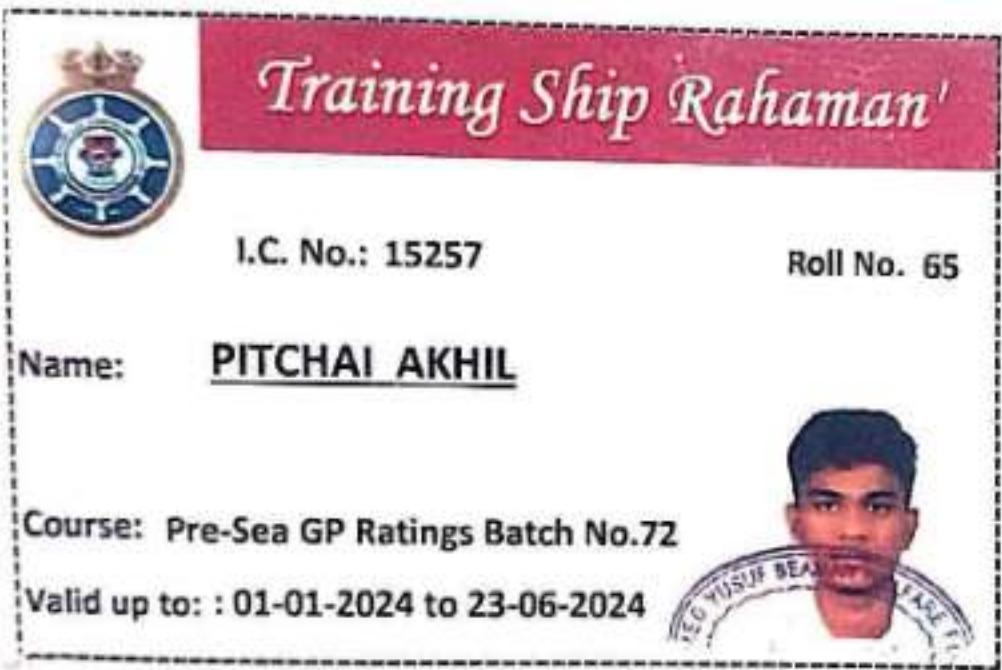 Training Ship Rahaman'
I.C. No.: 15257
Roll No. 65
Name: PITCHAI AKHIL
Course: Pre-Sea GP Ratings Batch No.72
Valid up to: : 01-01-2024 to 23-06-2024
YUSUF